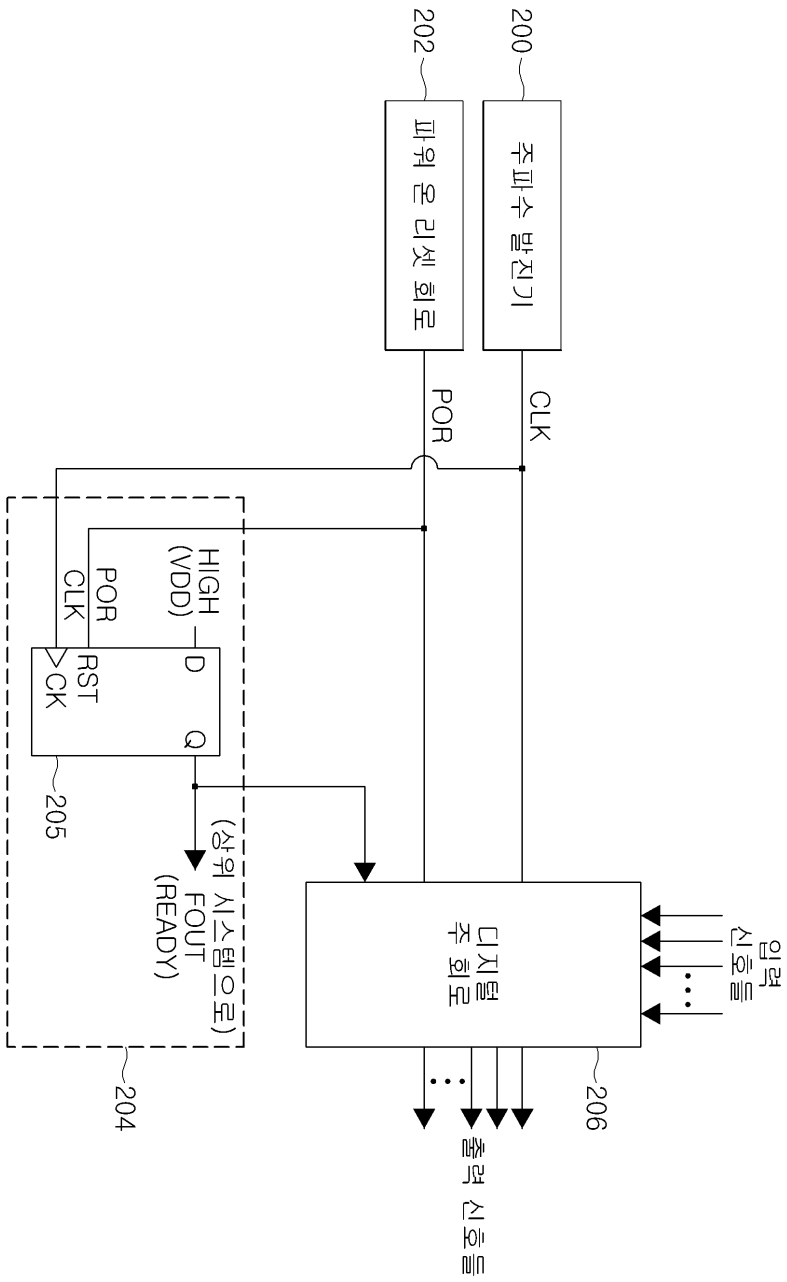 200
주파수 발진기
CLK
202
파워 온 리셋 회로
POR
입력
신호들
디지털
주 회로
206
출력 신호들
HIGH
(VDD)
D
Q
POR
CLK
RST
CK
205
(상위 시스템으로)
FOUT
(READY)
204